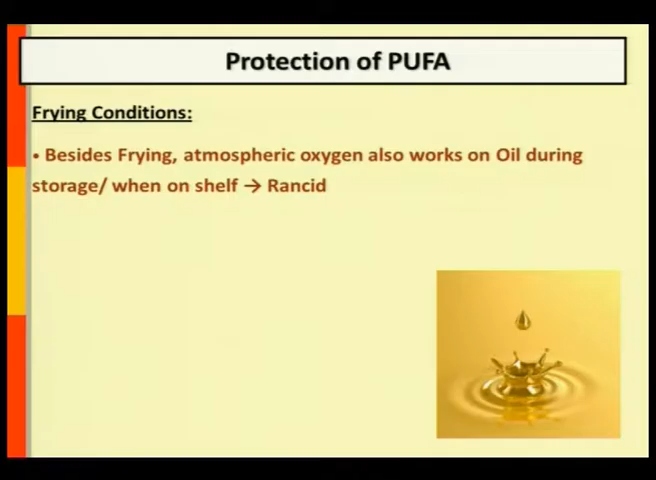 Protection of PUFA
Frying Conditions:
• Besides Frying, atmospheric oxygen also works on Oil during
storage/ when on shelf → Rancid